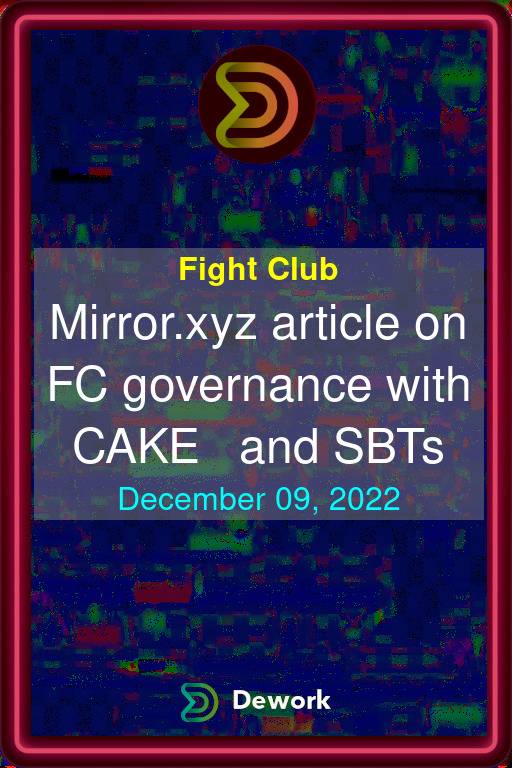 Fight Club
Mirror.xyz article on
FC governance with
CAKE and SBTs
December 09, 2022
Dework